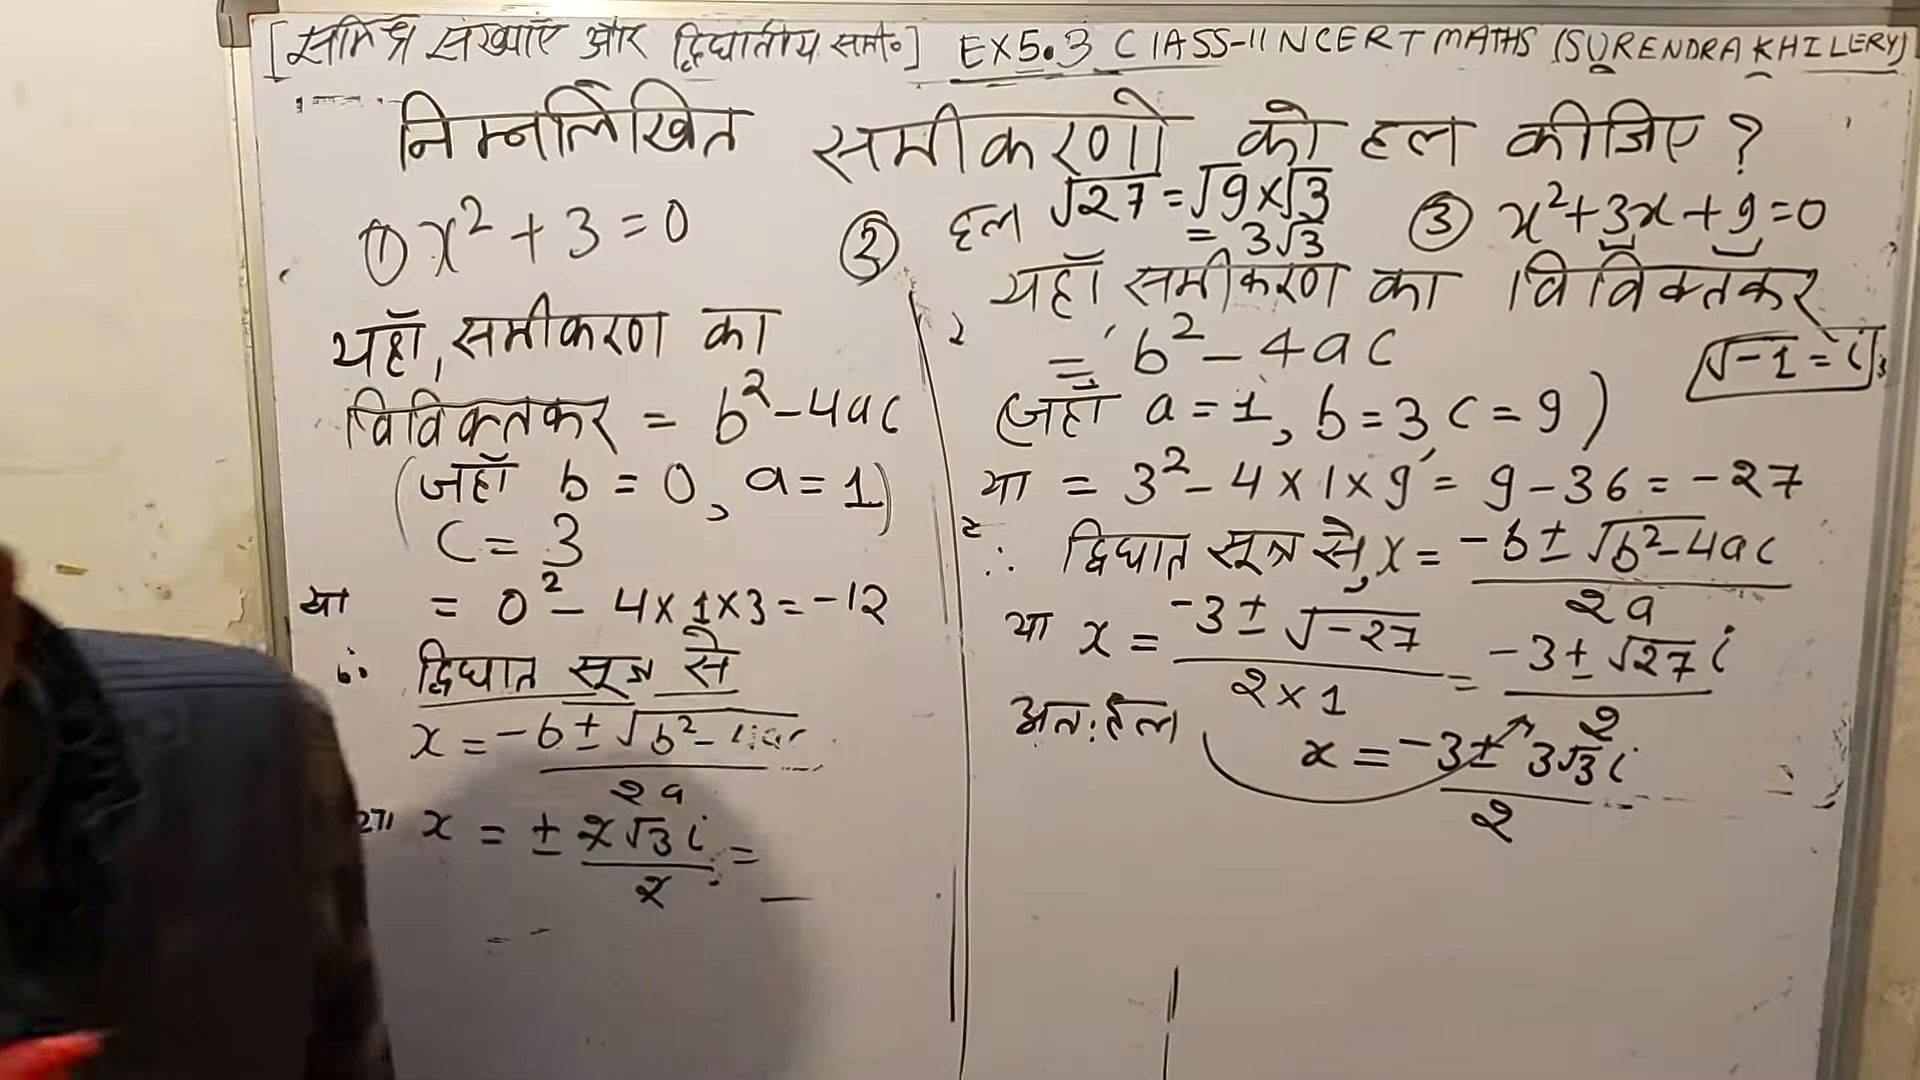 [सम्मिश्र संख्याएँ और द्विघातीय समी०] EX5.3 CLASS-11 NCERT MATHS (SURENDRA KHILERY)
निम्नलिखित समीकरणो को हल कीजिए ?
① x² + 3 = 0
यहाँ, समीकरण का
विविक्तकर = b² - 4ac
(जहाँ b = 0, a = 1)
c = 3
या = 0² - 4×1×3 = -12
∴ द्विघात सूत्र से
x = -b ± √b² - 4ac
2a
या x = ± 2√3 i =
2
②
हल √27 = √9 × √3
= 3√3
③ x² + 3x + 9 = 0
यहाँ समीकरण का विविक्तकर
= b² - 4ac
√-1 = i
(जहाँ a = 1, b = 3, c = 9)
या = 3² - 4×1×9 = 9 - 36 = -27
∴ द्विघात सूत्र से, x = -b ± √b² - 4ac
2a
या x = -3 ± √-27 = -3 ± √27 i
2×1 2
अतः हल x = -3 ± 3√3 i
2